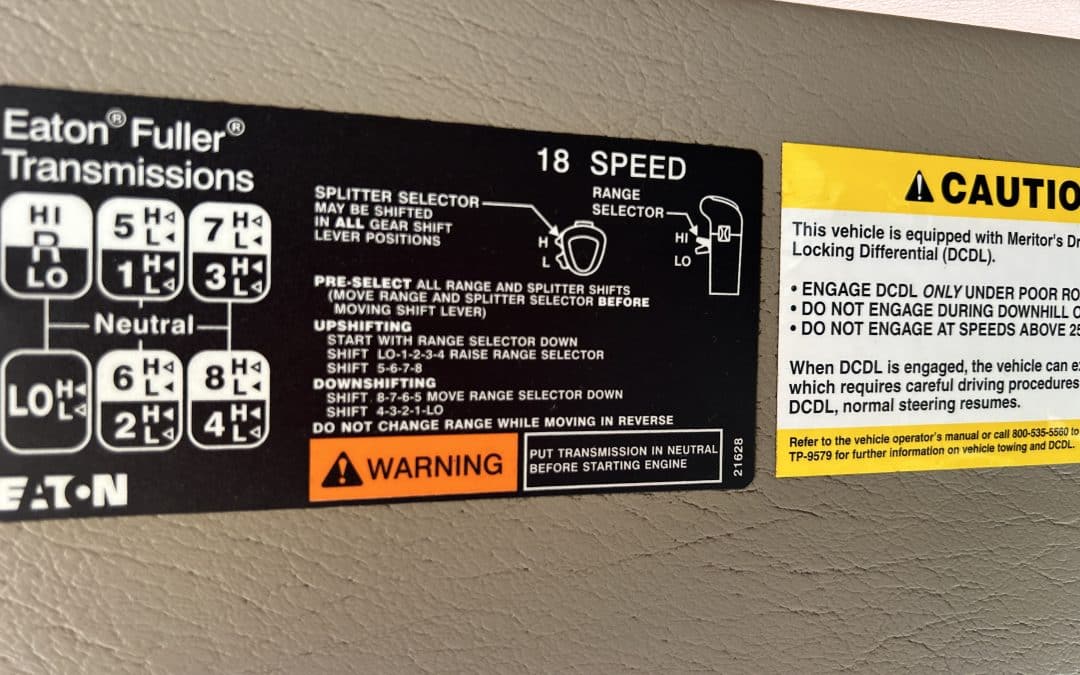 Eaton® Fuller®
Transmissions
HI
R
LO
5 H L
1 H L
7 H L
3 H L
Neutral
LO H L
6 H L
2 H L
8 H L
4 H L
EATON
18 SPEED
SPLITTER SELECTOR
MAY BE SHIFTED
IN ALL GEAR SHIFT
LEVER POSITIONS
H
L
RANGE
SELECTOR
HI
LO
PRE-SELECT ALL RANGE AND SPLITTER SHIFTS
(MOVE RANGE AND SPLITTER SELECTOR BEFORE
MOVING SHIFT LEVER)
UPSHIFTING
START WITH RANGE SELECTOR DOWN
SHIFT LO-1-2-3-4 RAISE RANGE SELECTOR
SHIFT 5-6-7-8
DOWNSHIFTING
SHIFT 8-7-6-5 MOVE RANGE SELECTOR DOWN
SHIFT 4-3-2-1-LO
DO NOT CHANGE RANGE WHILE MOVING IN REVERSE
WARNING
PUT TRANSMISSION IN NEUTRAL
BEFORE STARTING ENGINE
21628
CAUTIO
This vehicle is equipped with Meritor's Dr
Locking Differential (DCDL).
• ENGAGE DCDL ONLY UNDER POOR RO
• DO NOT ENGAGE DURING DOWNHILL
• DO NOT ENGAGE AT SPEEDS ABOVE 25
When DCDL is engaged, the vehicle can
which requires careful driving procedures
DCDL, normal steering resumes.
Refer to the vehicle operator's manual or call 800-535-5560 to
TP-9579 for further information on vehicle towing and DCDL.